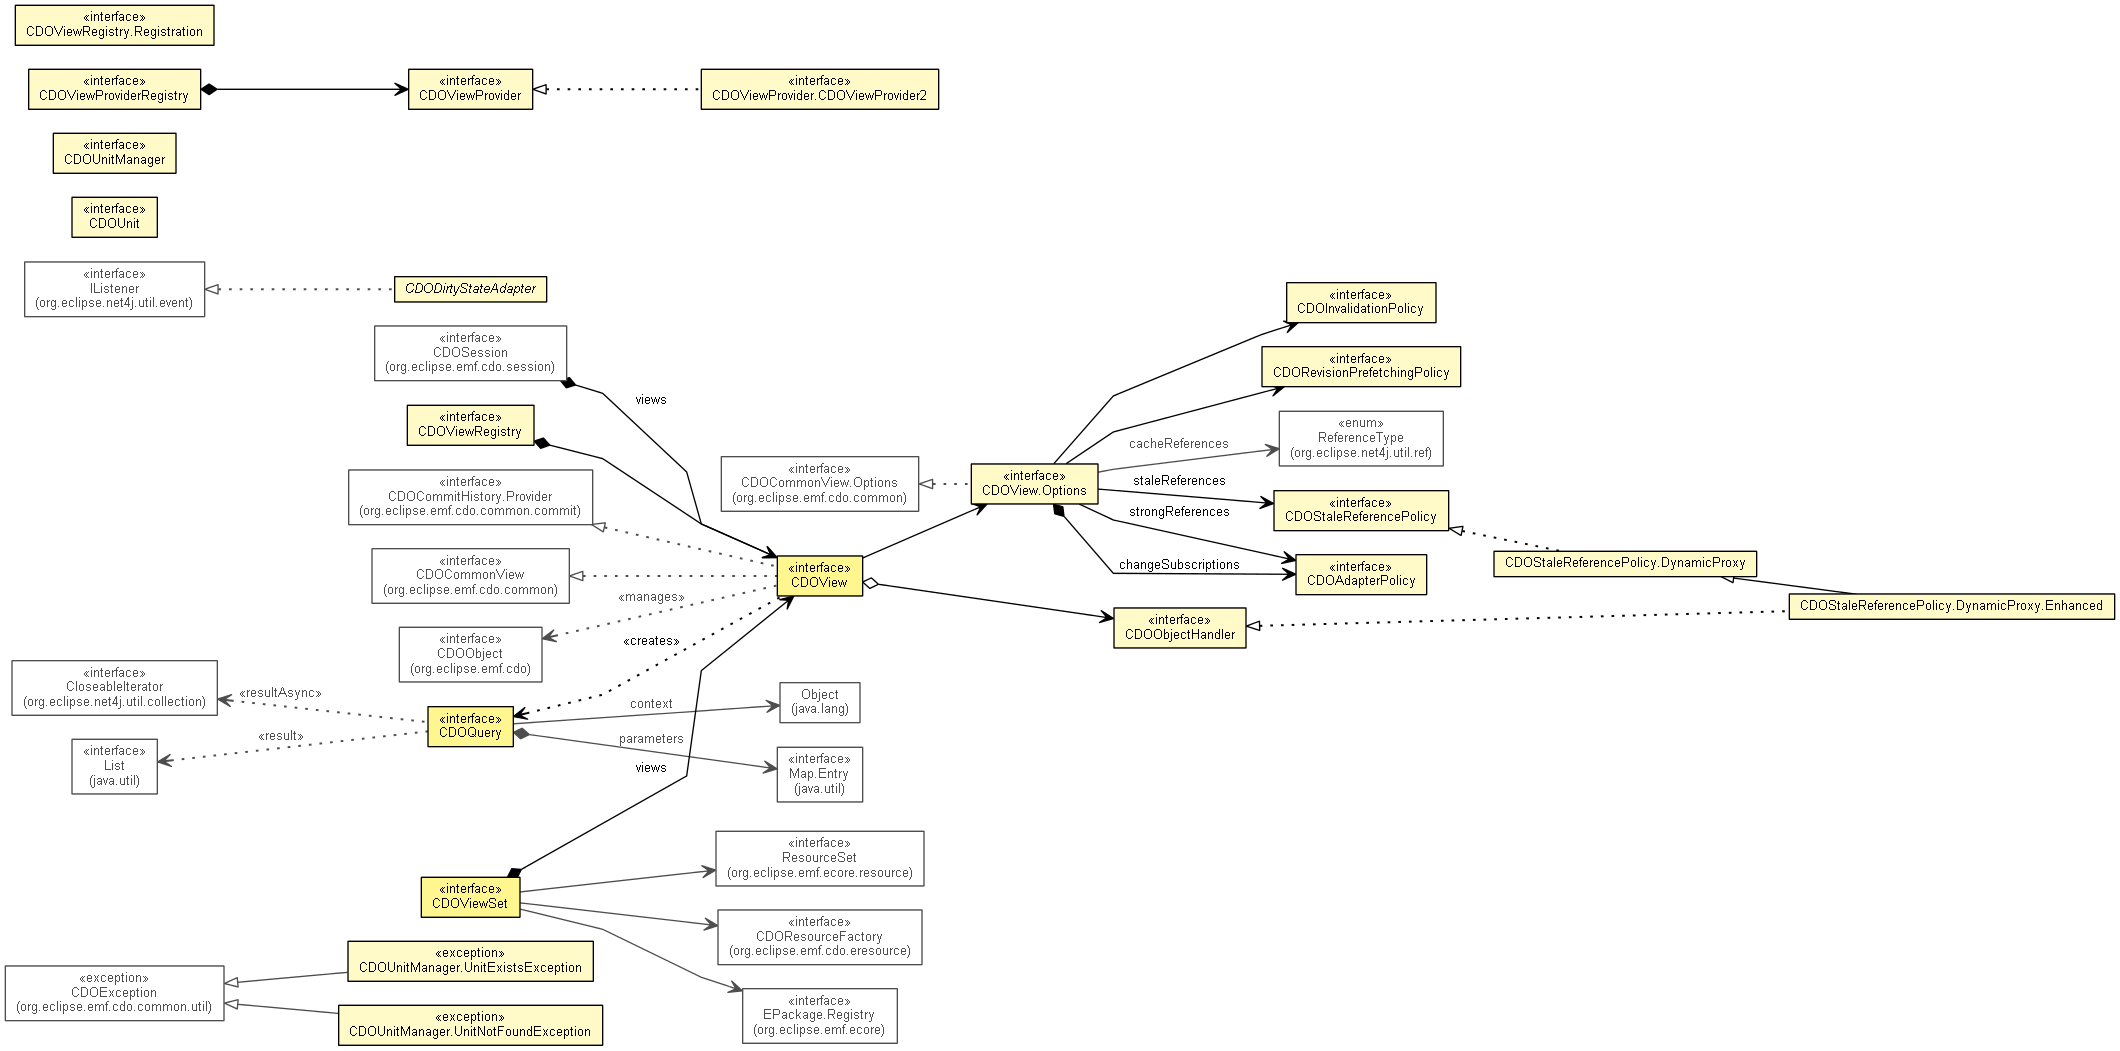 «interface»
CDOViewRegistry.Registration
«interface»
CDOViewProviderRegistry
«interface»
CDOViewProvider
«interface»
CDOViewProvider.CDOViewProvider2
«interface»
CDOUnitManager
«interface»
CDOUnit
«interface»
IListener
(org.eclipse.net4j.util.event)
CDODirtyStateAdapter
«interface»
CDOSession
(org.eclipse.emf.cdo.session)
views
«interface»
CDOViewRegistry
«interface»
CDOCommitHistory.Provider
(org.eclipse.emf.cdo.common.commit)
«interface»
CDOCommonView
(org.eclipse.emf.cdo.common)
«manages»
«interface»
CDOObject
(org.eclipse.emf.cdo)
«creates»
«interface»
CDOView
«interface»
CDOCommonView.Options
(org.eclipse.emf.cdo.common)
«interface»
CDOView.Options
«interface»
CDOInvalidationPolicy
«interface»
CDORevisionPrefetchingPolicy
cacheReferences
«enum»
ReferenceType
(org.eclipse.net4j.util.ref)
staleReferences
«interface»
CDOStaleReferencePolicy
strongReferences
changeSubscriptions
«interface»
CDOAdapterPolicy
«interface»
CDOObjectHandler
CDOStaleReferencePolicy.DynamicProxy
CDOStaleReferencePolicy.DynamicProxy.Enhanced
«interface»
CloseableIterator
(org.eclipse.net4j.util.collection)
«resultAsync»
«interface»
List
(java.util)
«result»
«interface»
CDOQuery
context
Object
(java.lang)
parameters
«interface»
Map.Entry
(java.util)
views
«interface»
CDOViewSet
«interface»
ResourceSet
(org.eclipse.emf.ecore.resource)
«interface»
CDOResourceFactory
(org.eclipse.emf.cdo.eresource)
«interface»
EPackage.Registry
(org.eclipse.emf.ecore)
«exception»
CDOException
(org.eclipse.emf.cdo.common.util)
«exception»
CDOUnitManager.UnitExistsException
«exception»
CDOUnitManager.UnitNotFoundException